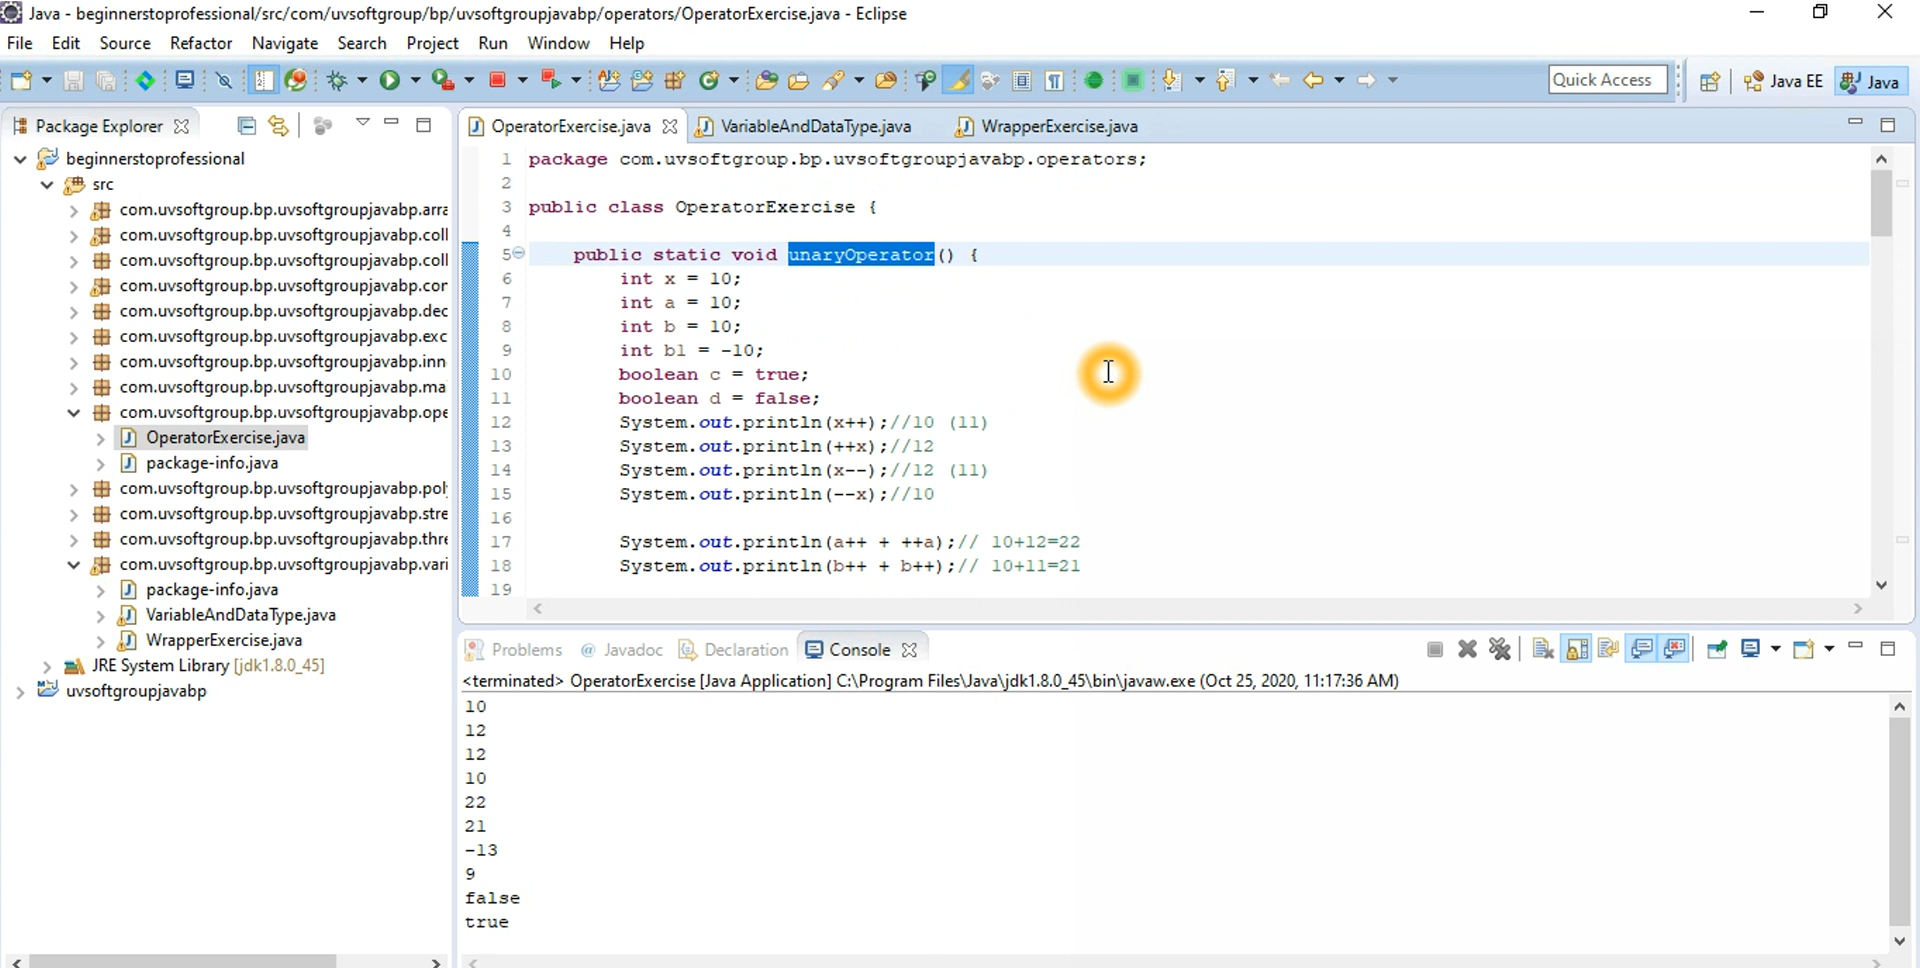 Java - beginnerstoprofessional/src/com/uvsoftgroup/bp/uvsoftgroupjavabp/operators/OperatorExercise.java - Eclipse
File Edit Source Refactor Navigate Search Project Run Window Help
Quick Access
Java EE
Java
Package Explorer
beginnerstoprofessional
src
com.uvsoftgroup.bp.uvsoftgroupjavabp.arra
com.uvsoftgroup.bp.uvsoftgroupjavabp.coll
com.uvsoftgroup.bp.uvsoftgroupjavabp.coll
com.uvsoftgroup.bp.uvsoftgroupjavabp.cor
com.uvsoftgroup.bp.uvsoftgroupjavabp.dec
com.uvsoftgroup.bp.uvsoftgroupjavabp.exc
com.uvsoftgroup.bp.uvsoftgroupjavabp.inn
com.uvsoftgroup.bp.uvsoftgroupjavabp.ma
com.uvsoftgroup.bp.uvsoftgroupjavabp.ope
OperatorExercise.java
package-info.java
com.uvsoftgroup.bp.uvsoftgroupjavabp.pol
com.uvsoftgroup.bp.uvsoftgroupjavabp.stre
com.uvsoftgroup.bp.uvsoftgroupjavabp.thre
com.uvsoftgroup.bp.uvsoftgroupjavabp.vari
package-info.java
VariableAndDataType.java
WrapperExercise.java
JRE System Library [jdk1.8.0_45]
uvsoftgroupjavabp
OperatorExercise.java VariableAndDataType.java WrapperExercise.java
1 package com.uvsoftgroup.bp.uvsoftgroupjavabp.operators;
2
3 public class OperatorExercise {
4
5 public static void unaryOperator() {
6 int x = 10;
7 int a = 10;
8 int b = 10;
9 int b1 = -10;
10 boolean c = true;
11 boolean d = false;
12 System.out.println(x++);//10 (11)
13 System.out.println(++x);//12
14 System.out.println(x--);//12 (11)
15 System.out.println(--x);//10
16
17 System.out.println(a++ + ++a);// 10+12=22
18 System.out.println(b++ + b++);// 10+11=21
19
Problems @ Javadoc Declaration Console
<terminated> OperatorExercise [Java Application] C:\Program Files\Java\jdk1.8.0_45\bin\javaw.exe (Oct 25, 2020, 11:17:36 AM)
10
12
12
10
22
21
-13
9
false
true